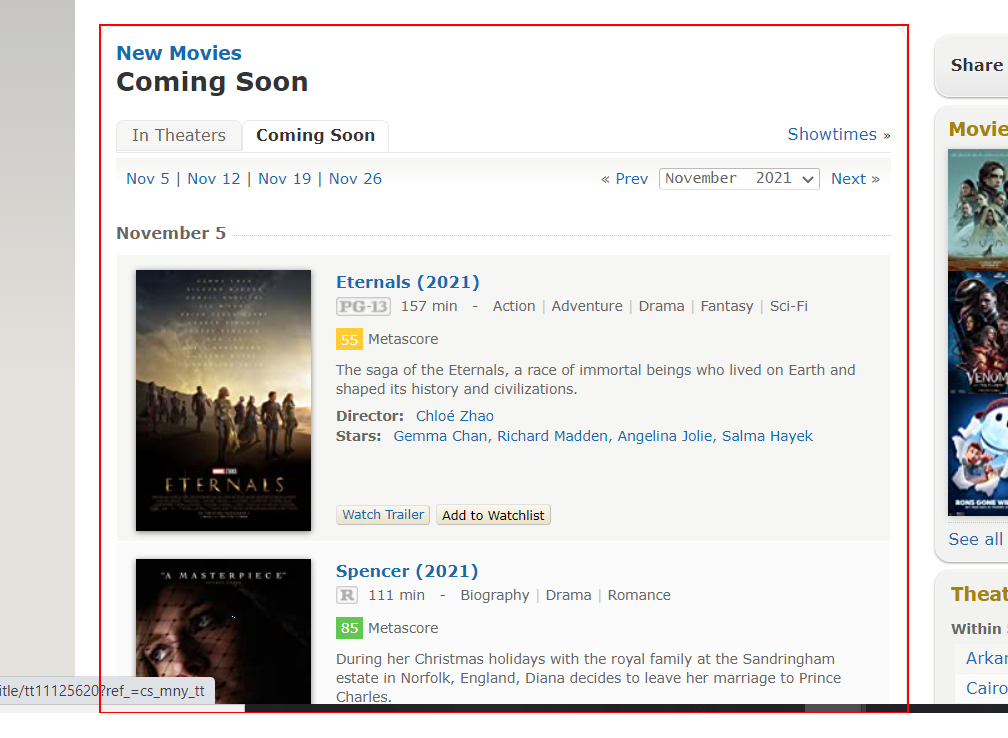 New Movies
Coming Soon
In Theaters
Coming Soon
Showtimes »
Nov 5 | Nov 12 | Nov 19 | Nov 26
« Prev
November 2021
Next »
November 5
ETERNALS
Eternals (2021)
PG-13 157 min - Action | Adventure | Drama | Fantasy | Sci-Fi
55 Metascore
The saga of the Eternals, a race of immortal beings who lived on Earth and
shaped its history and civilizations.
Director: Chloé Zhao
Stars: Gemma Chan, Richard Madden, Angelina Jolie, Salma Hayek
Watch Trailer
Add to Watchlist
"A MASTERPIECE"
Spencer (2021)
R 111 min - Biography | Drama | Romance
85 Metascore
During her Christmas holidays with the royal family at the Sandringham
estate in Norfolk, England, Diana decides to leave her marriage to Prince
Charles.
itle/tt11125620?ref_=cs_mny_tt
Share
Movie
DUN
VENOM
RONS GONE W
See all
Theat
Within
Arkan
Cairo